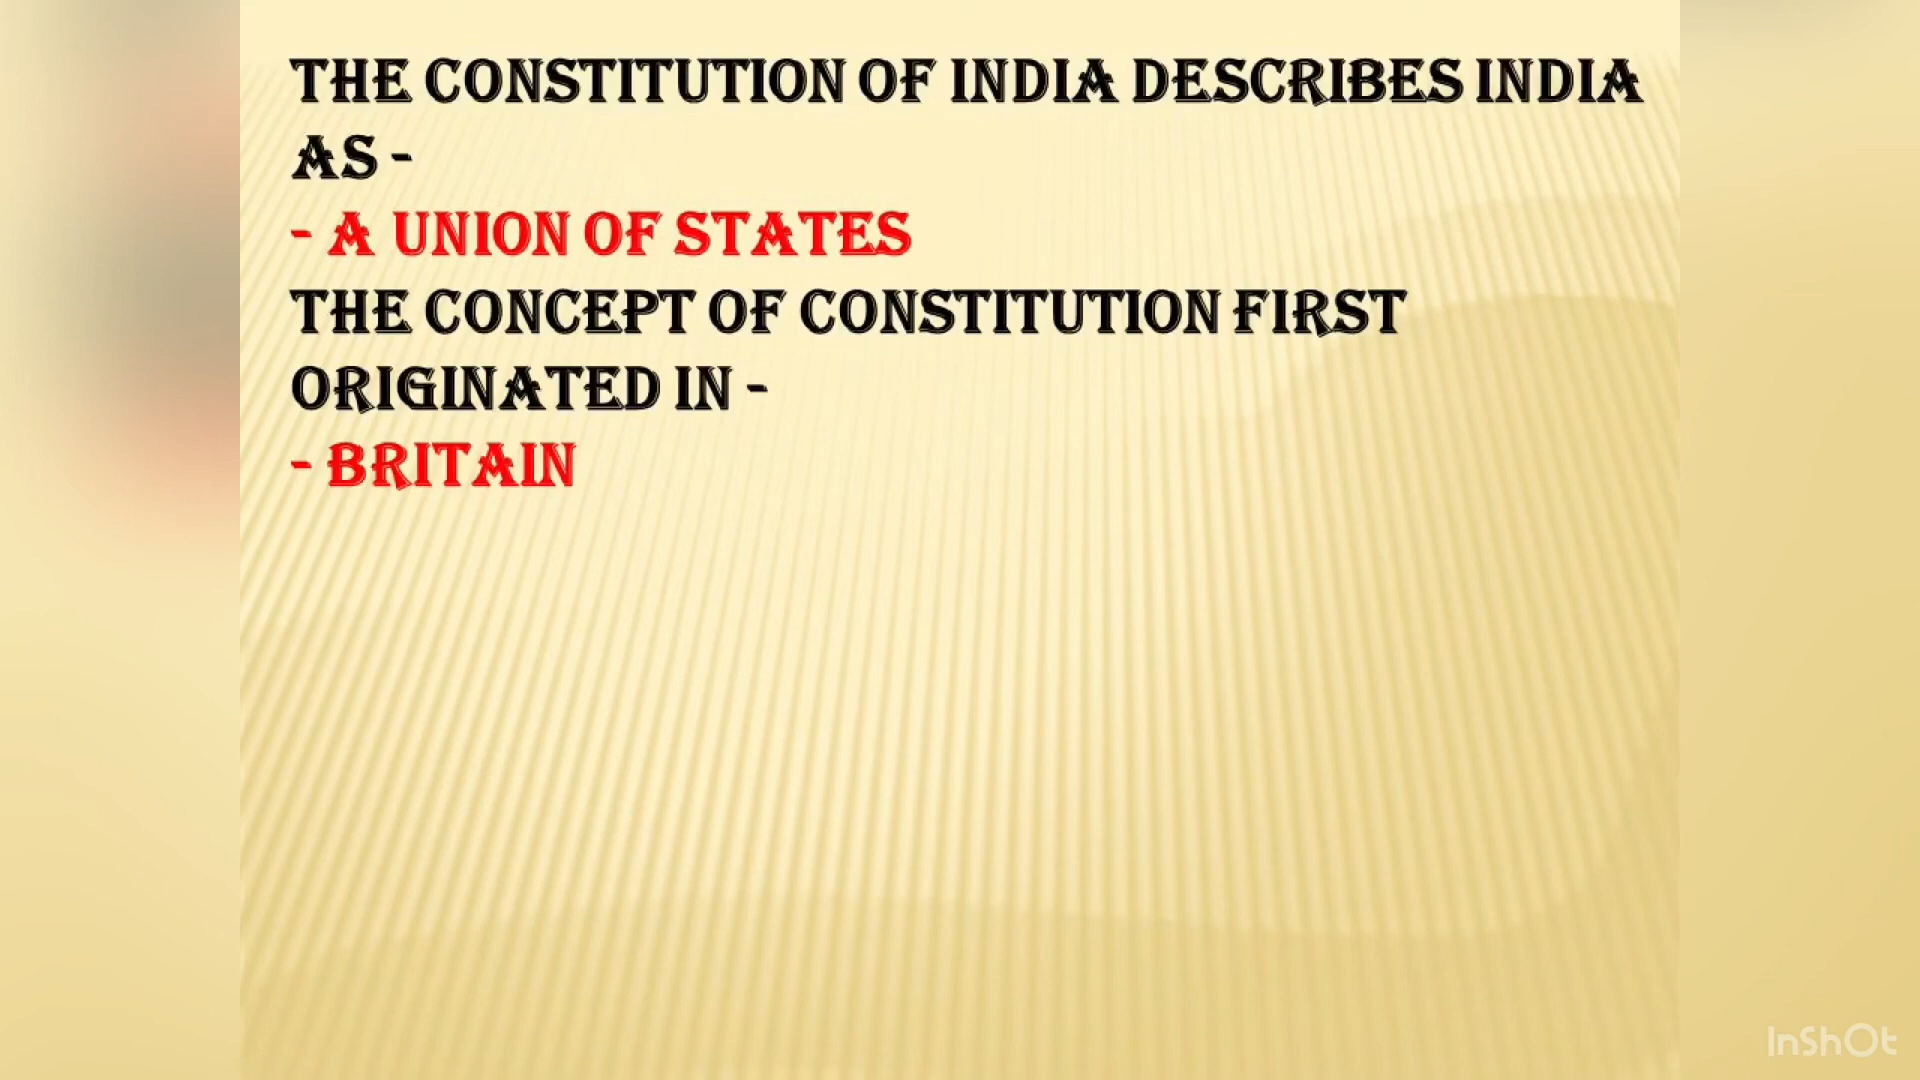 THE CONSTITUTION OF INDIA DESCRIBES INDIA
AS -
- A UNION OF STATES
THE CONCEPT OF CONSTITUTION FIRST
ORIGINATED IN -
- BRITAIN
InShOt